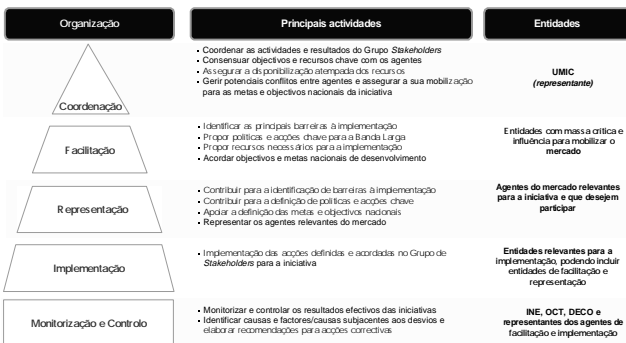 Organização
Principais actividades
Entidades
Coordenação
• Coordenar as actividades e resultados do Grupo Stakeholders
• Consensuar objectivos e recursos chave com os agentes
• Assegurar a disponibilização atempada dos recursos
• Gerir potenciais conflitos entre agentes e assegurar a sua mobilização
para as metas e objectivos nacionais da iniciativa
UMIC
(representante)
Facilitação
• Identificar as principais barreiras à implementação
• Propor políticas e acções chave para a Banda Larga
• Propor recursos necessários para a implementação
• Acordar objectivos e metas nacionais de desenvolvimento
Entidades com massa critica e
influência para mobilizar o
mercado
Representação
• Contribuir para a identificação de barreiras à implementação
• Contribuir para a definição de políticas e acções chave
• Apoiar a definição das metas e objectivos nacionais
• Representar os agentes relevantes do mercado
Agentes do mercado relevantes
para a iniciativa e que desejem
participar
Implementação
• Implementação das acções definidas e acordadas no Grupo de
Stakeholders para a iniciativa
Entidades relevantes para a
implementação, podendo incluir
entidades de facilitação e
representação
Monitorização e Controlo
• Monitorizar e controlar os resultados efectivos das iniciativas
• Identificar causas e factores/causas subjacentes aos desvios e
elaborar recomendações para acções correctivas
INE, OCT, DECO e
representantes dos agentes de
facilitação e implementação